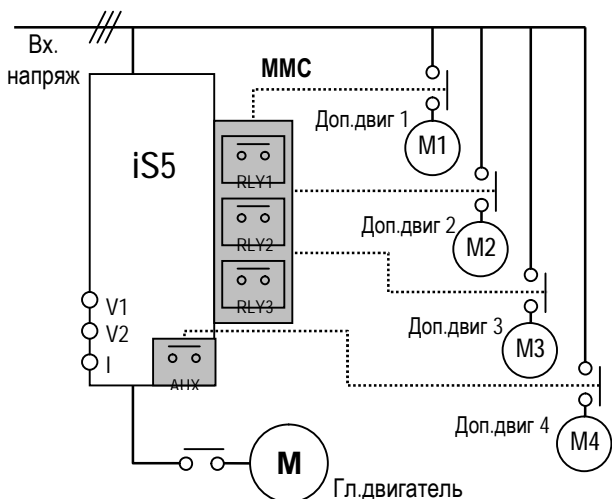 Вх.
напряж
ММС
Доп.двиг 1
M1
iS5
RLY1
Доп.двиг 2
M2
RLY2
RLY3
V1
V2
I
Доп.двиг 3
M3
AUX
Доп.двиг 4
M4
M
Гл.двигатель